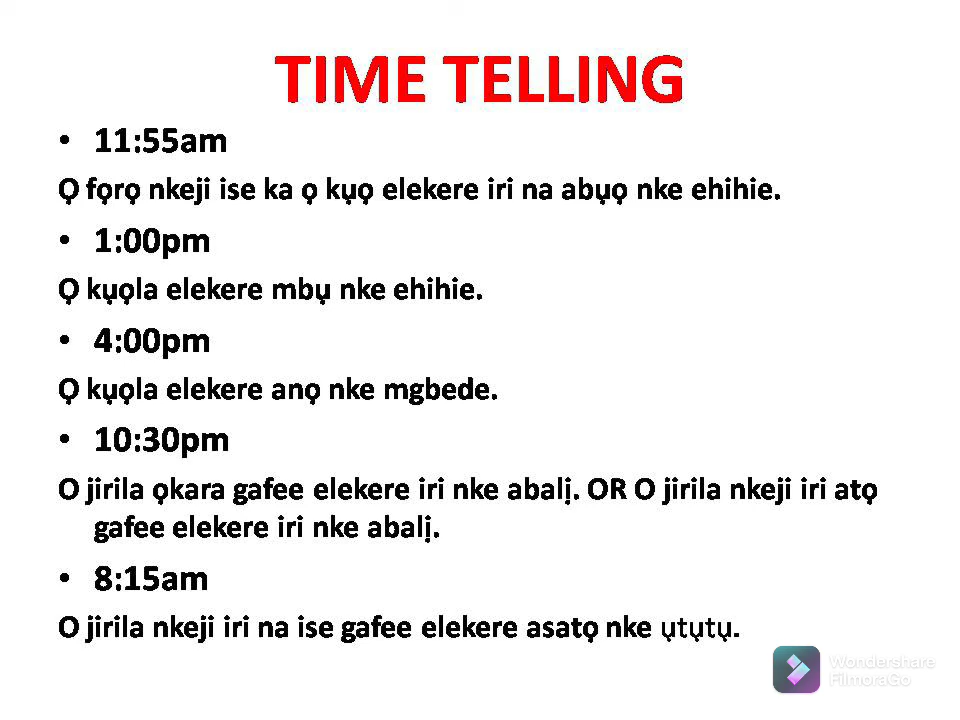 TIME TELLING
• 11:55am
Ọ fọrọ nkeji ise ka ọ kụọ elekere iri na abụọ nke ehihie.
• 1:00pm
Ọ kụọla elekere mbụ nke ehihie.
• 4:00pm
Ọ kụọla elekere anọ nke mgbede.
• 10:30pm
O jirila ọkara gafee elekere iri nke abalị. OR O jirila nkeji iri atọ
gafee elekere iri nke abalị.
• 8:15am
O jirila nkeji iri na ise gafee elekere asatọ nke ụtụtụ.
Wondershare
FilmoraGo